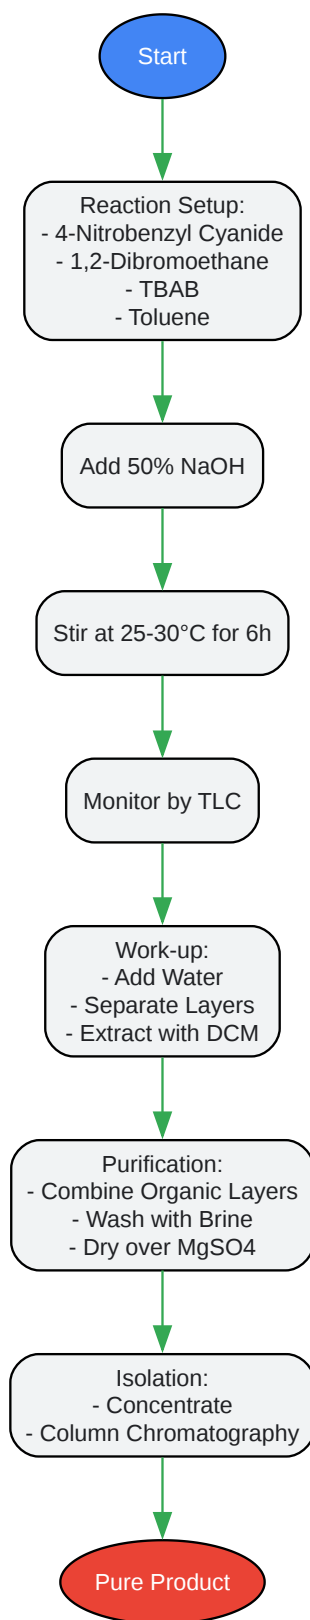 Start
Reaction Setup:
- 4-Nitrobenzyl Cyanide
- 1,2-Dibromoethane
- TBAB
- Toluene
Add 50% NaOH
Stir at 25-30°C for 6h
Monitor by TLC
Work-up:
- Add Water
- Separate Layers
- Extract with DCM
Purification:
- Combine Organic Layers
- Wash with Brine
- Dry over MgSO4
Isolation:
- Concentrate
- Column Chromatography
Pure Product